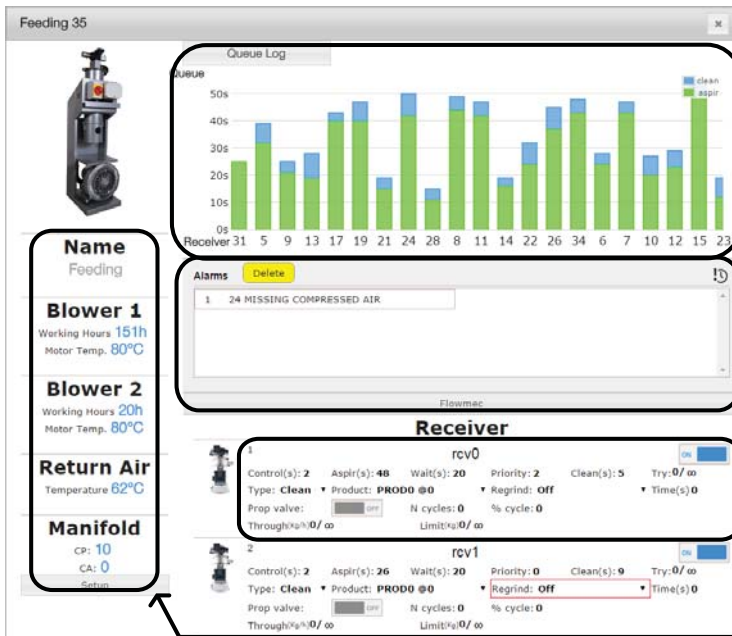 Feeding 35
×
Queue Log
Queue
clean
aspir
50s
40s
30s
20s
10s
0s
Receiver 31 5 9 13 17 19 21 24 28 8 11 14 22 26 34 6 7 10 12 15 23
Name
Feeding
Blower 1
Working Hours 151h
Motor Temp. 80°C
Blower 2
Working Hours 20h
Motor Temp. 80°C
Return Air
Temperature 62°C
Manifold
CP: 10
CA: 0
Setup
Alarms Delete
1 24 MISSING COMPRESSED AIR
Flowmec
Receiver
1 rcv0 ON
Control(s): 2 Aspir(s): 48 Wait(s): 20 Priority: 2 Clean(s): 5 Try: 0/ ∞
Type: Clean Product: PROD0 @0 Regrind: Off Time(s) 0
Prop valve: OFF N cycles: 0 % cycle: 0
Through(Kg/h) 0/ ∞ Limit(Kg) 0/ ∞
2 rcv1 ON
Control(s): 2 Aspir(s): 26 Wait(s): 20 Priority: 0 Clean(s): 9 Try: 0/ ∞
Type: Clean Product: PROD0 @0 Regrind: Off Time(s) 0
Prop valve: OFF N cycles: 0 % cycle: 0
Through(Kg/h) 0/ ∞ Limit(Kg) 0/ ∞